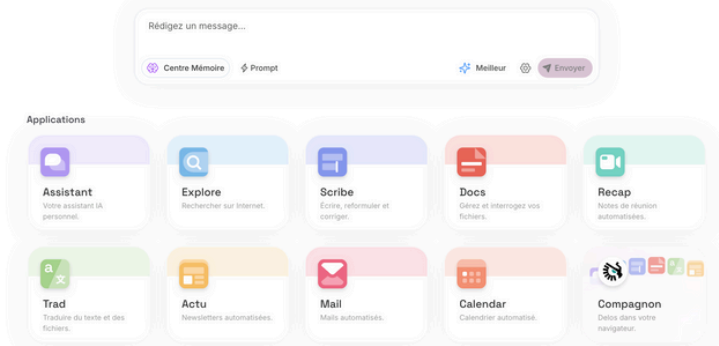 Rédigez un message...
Centre Mémoire
Prompt
Meilleur
Envoyer
Applications
Assistant
Votre assistant IA
personnel.
Explore
Rechercher sur Internet.
Scribe
Écrire, reformuler et
corriger.
Docs
Gérez et interrogez vos
fichiers.
Recap
Notes de réunion
automatisées.
Trad
Traduire du texte et des
fichiers.
Actu
Newsletters automatisées.
Mail
Mails automatisés.
Calendar
Calendrier automatisé.
Compagnon
Delos dans votre
navigateur.